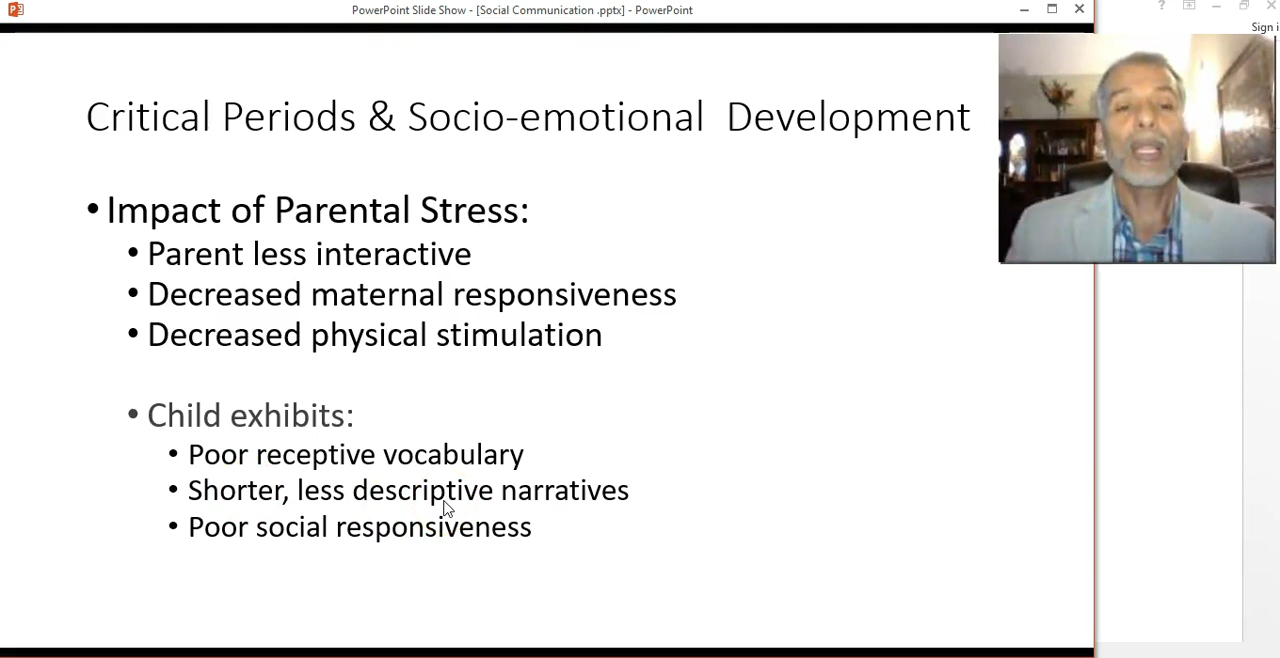 PowerPoint Slide Show - [Social Communication .pptx] - PowerPoint
?
Sign i
Critical Periods & Socio-emotional Development
• Impact of Parental Stress:
• Parent less interactive
• Decreased maternal responsiveness
• Decreased physical stimulation
• Child exhibits:
• Poor receptive vocabulary
• Shorter, less descriptive narratives
• Poor social responsiveness